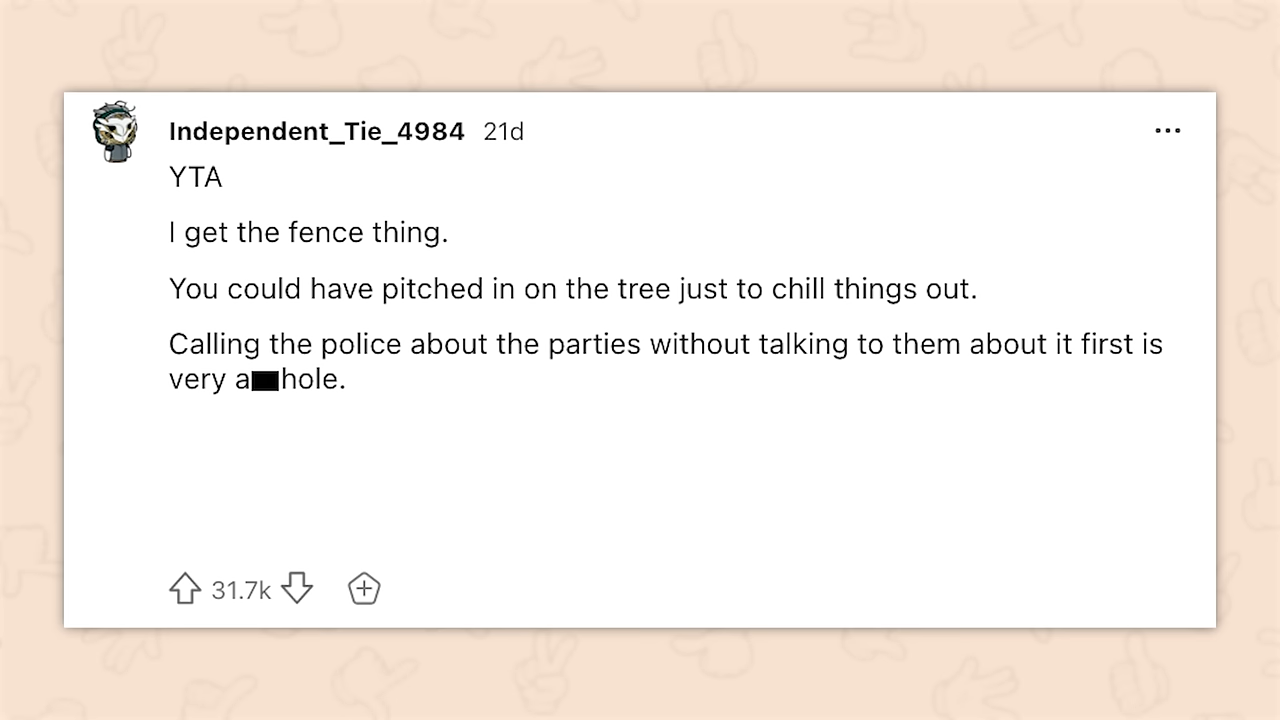 Independent_Tie_4984 21d
YTA
I get the fence thing.
You could have pitched in on the tree just to chill things out.
Calling the police about the parties without talking to them about it first is
very a██hole.
31.7k